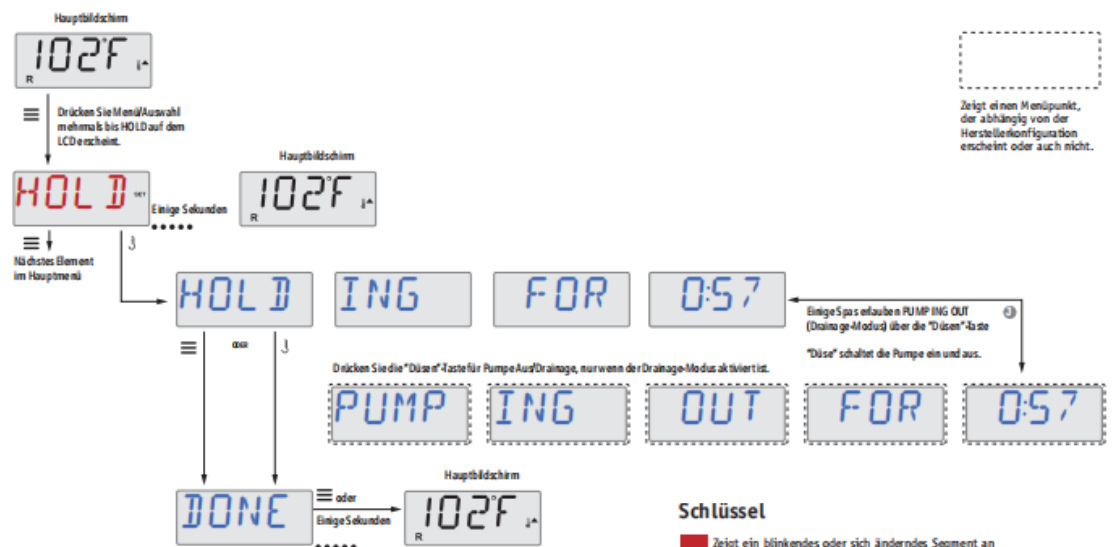 Hauptbildschirm
102°F
R
Drücken Sie Menü/Auswahl
mehrmals bis HOLD auf dem
LCD erscheint.
Zeigt einen Menüpunkt,
der abhängig von der
Herstellerkonfiguration
erscheint oder auch nicht.
HOLD SET
Einige Sekunden
Hauptbildschirm
102°F
R
Nächstes Element
im Hauptmenü
HOLD ING FOR 0:57
Einige Spas erlauben PUMP ING OUT
(Drainage-Modus) über die "Düsen"-Taste
"Düse" schaltet die Pumpe ein und aus.
J
ODER
Drücken Sie die "Düsen"-Taste für Pumpe Aus/Drainage, nur wenn der Drainage-Modus aktiviert ist.
PUMP ING OUT FOR 0:57
DONE
oder
Einige Sekunden
Hauptbildschirm
102°F
R
Schlüssel
Zeigt ein blinkendes oder sich änderndes Segment an